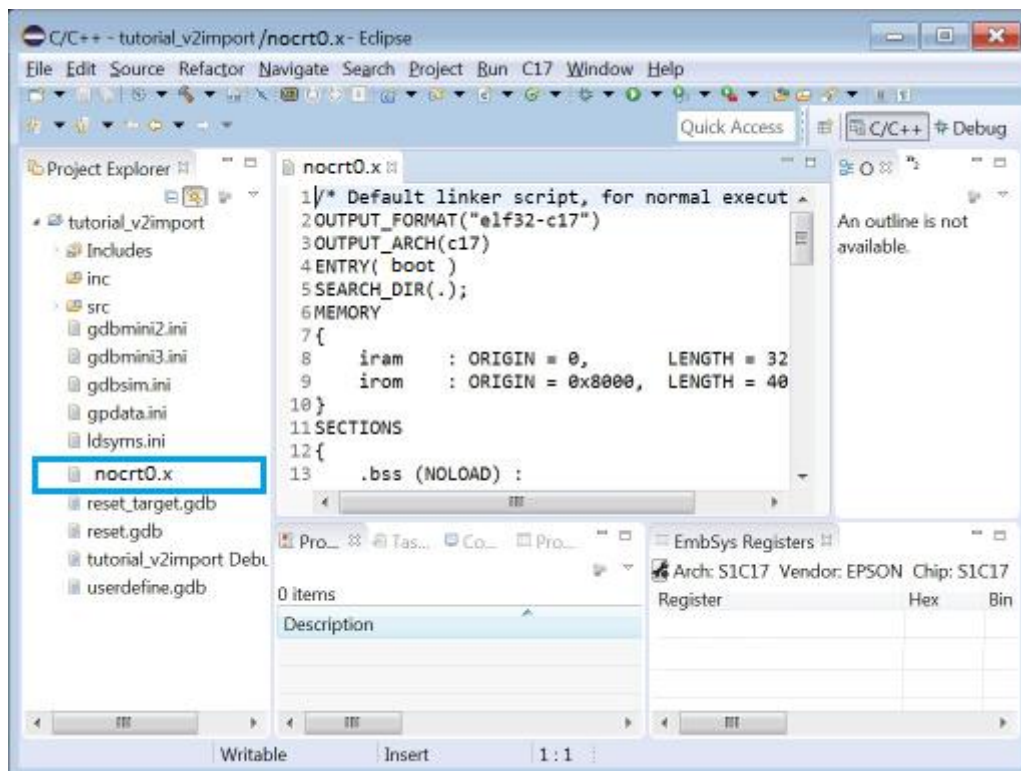 C/C++ - tutorial_v2import /nocrt0.x - Eclipse
File Edit Source Refactor Navigate Search Project Run C17 Window Help
Quick Access
C/C++
Debug
Project Explorer
tutorial_v2import
Includes
inc
src
gdbmini2.ini
gdbmini3.ini
gdbsim.ini
gpdata.ini
ldsyms.ini
nocrt0.x
reset_target.gdb
reset.gdb
tutorial_v2import Debu
userdefine.gdb
nocrt0.x
1 /* Default linker script, for normal execut
2 OUTPUT_FORMAT("elf32-c17")
3 OUTPUT_ARCH(c17)
4 ENTRY( boot )
5 SEARCH_DIR(.);
6 MEMORY
7 {
8     iram    : ORIGIN = 0,       LENGTH = 32
9     irom    : ORIGIN = 0x8000,  LENGTH = 40
10 }
11 SECTIONS
12 {
13     .bss (NOLOAD) :
O
An outline is not
available.
Pro... Tas... Co... Pro...
0 items
Description
EmbSys Registers
Arch: S1C17 Vendor: EPSON Chip: S1C17
Register Hex Bin
Writable Insert 1 : 1